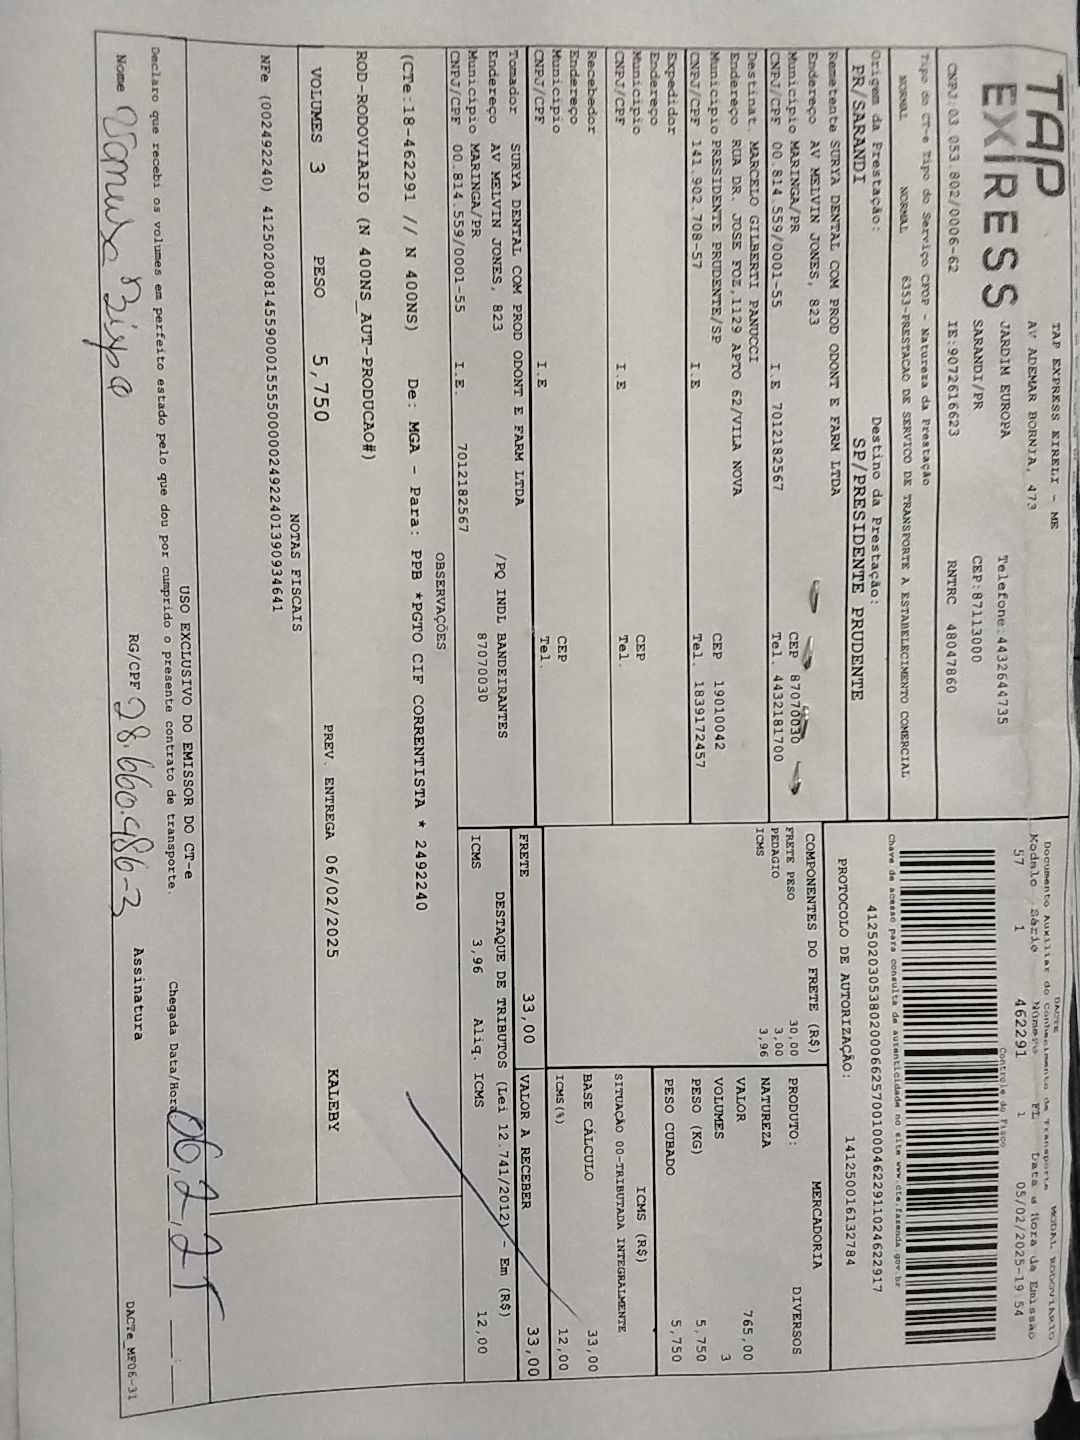 TAP
EXPRESS
TAP EXPRESS EIRELI - ME
AV ADEMAR BORNIA, 473
JARDIM EUROPA
SARANDI/PR
Telefone:4432644735
CEP:87113000
CNPJ:03.053.802/0006-62 IE:9072616623 RNTRC 48047860
DACTE MODAL RODOVIARIO
Documento Auxiliar do Conhecimento de Transporte
Modelo Série Número FL Data e Hora de Emissão
57 1 462291 1 05/02/2025-19:54
Controle do Fisco
Chave de acesso para consulta de autenticidade no site www.cte.fazenda.gov.br
41250203053802000662570010004622911024622917
PROTOCOLO DE AUTORIZAÇÃO: 141250016132784
Tipo do CT-e Tipo do Serviço CFOP - Natureza da Prestação
NORMAL NORMAL 6353-PRESTACAO DE SERVICO DE TRANSPORTE A ESTABELECIMENTO COMERCIAL
Origem da Prestação: Destino da Prestação:
PR/SARANDI SP/PRESIDENTE PRUDENTE
Remetente SURYA DENTAL COM PROD ODONT E FARM LTDA
Endereço AV MELVIN JONES, 823
Município MARINGA/PR CEP 87070030
CNPJ/CPF 00.814.559/0001-55 I.E 7012182567 Tel. 4432181700
Destinat. MARCELO GILBERTI PANUCCI
Endereço RUA DR. JOSE FOZ,1129 APTO 62/VILA NOVA
Município PRESIDENTE PRUDENTE/SP CEP 19010042
CNPJ/CPF 141.902.708-57 I.E Tel. 1839172457
Expedidor
Endereço
Município CEP
CNPJ/CPF I.E Tel.
Recebedor
Endereço
Município CEP
CNPJ/CPF I.E Tel.
Tomador SURYA DENTAL COM PROD ODONT E FARM LTDA
Endereço AV MELVIN JONES, 823 /PQ INDL BANDEIRANTES
Município MARINGA/PR 87070030
CNPJ/CPF 00.814.559/0001-55 I.E. 7012182567
COMPONENTES DO FRETE (R$)
FRETE PESO 30,00
PEDAGIO 3,00
ICMS 3,96
MERCADORIA
PRODUTO: DIVERSOS
NATUREZA
VALOR 765,00
VOLUMES 3
PESO (KG) 5,750
PESO CUBADO 5,750
ICMS (R$)
SITUAÇÃO 00-TRIBUTADA INTEGRALMENTE
BASE CÁLCULO 33,00
ICMS(%) 12,00
FRETE 33,00 VALOR A RECEBER 33,00
DESTAQUE DE TRIBUTOS (Lei 12.741/2012) - Em (R$)
ICMS 3,96 Aliq. ICMS 12,00
OBSERVAÇÕES
(CTe:18-462291 // N 400NS) De: MGA - Para: PPB *PGTO CIF CORRENTISTA * 2492240
ROD-RODOVIARIO (N 400NS_AUT-PRODUCAO#)
VOLUMES 3 PESO 5,750 PREV. ENTREGA 06/02/2025 KALEBY
NOTAS FISCAIS
NFe (002492240) 41250200814559000155550000024922401390934641
USO EXCLUSIVO DO EMISSOR DO CT-e
Declaro que recebi os volumes em perfeito estado pelo que dou por cumprido o presente contrato de transporte. Chegada Data/Hora 06,2,25 __:__
Nome RG/CPF 28.660.486-3 Assinatura
DACTe_MF06-31